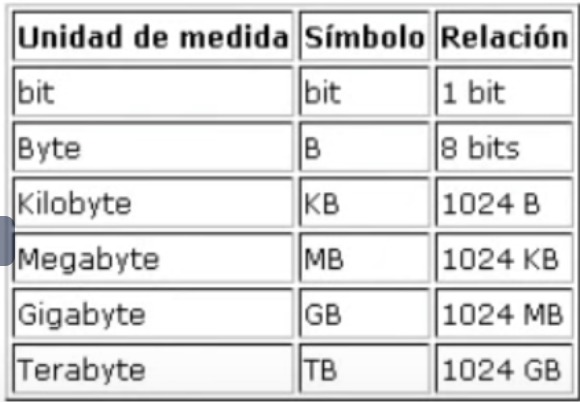 Unidad de medida Símbolo Relación
bit bit 1 bit
Byte B 8 bits
Kilobyte KB 1024 B
Megabyte MB 1024 KB
Gigabyte GB 1024 MB
Terabyte TB 1024 GB